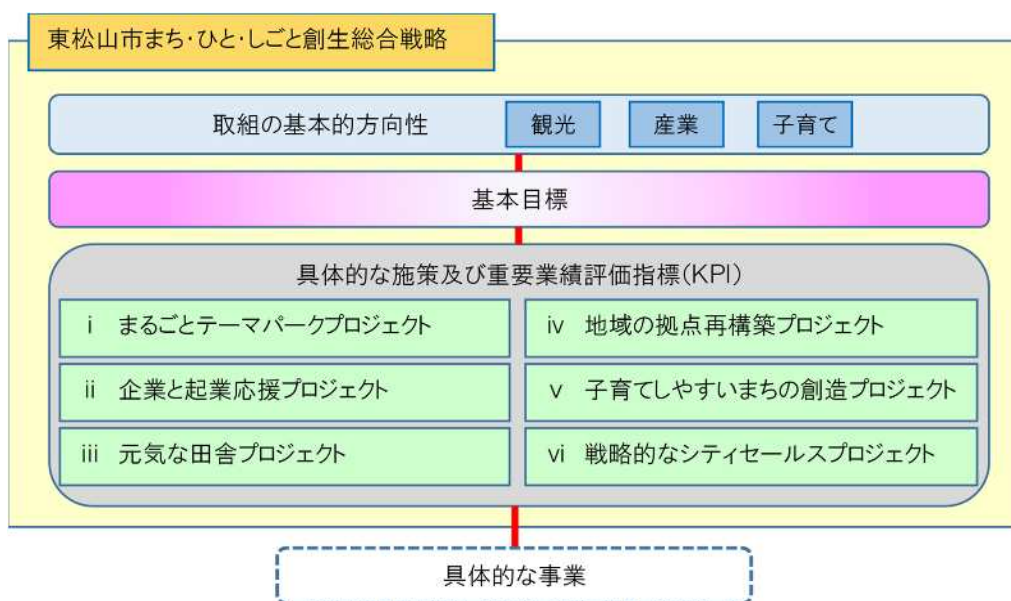 東松山市まち・ひと・しごと創生総合戦略
取組の基本的方向性 観光 産業 子育て
基本目標
具体的な施策及び重要業績評価指標(KPI)
ⅰ まるごとテーマパークプロジェクト
ⅱ 企業と起業応援プロジェクト
ⅲ 元気な田舎プロジェクト
ⅳ 地域の拠点再構築プロジェクト
ⅴ 子育てしやすいまちの創造プロジェクト
ⅵ 戦略的なシティセールスプロジェクト
具体的な事業